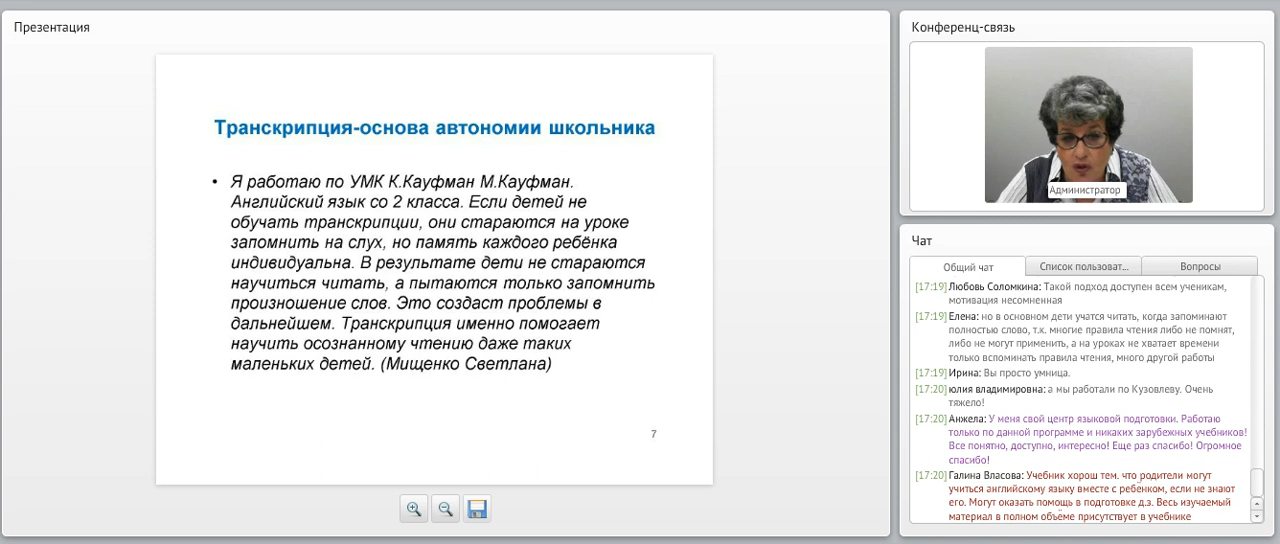 Презентация
Транскрипция-основа автономии школьника
• Я работаю по УМК К.Кауфман М.Кауфман.
Английский язык со 2 класса. Если детей не
обучать транскрипции, они стараются на уроке
запомнить на слух, но память каждого ребёнка
индивидуальна. В результате дети не стараются
научиться читать, а пытаются только запомнить
произношение слов. Это создаст проблемы в
дальнейшем. Транскрипция именно помогает
научить осознанному чтению даже таких
маленьких детей. (Мищенко Светлана)
7
Конференц-связь
Администратор
Чат
Общий чат
Список пользоват...
Вопросы
[17:19] Любовь Соломкина: Такой подход доступен всем ученикам,
мотивация несомненная
[17:19] Елена: но в основном дети учатся читать, когда запоминают
полностью слово, т.к. многие правила чтения либо не помнят,
либо не могут применить, а на уроках не хватает времени
только вспоминать правила чтения, много другой работы
[17:19] Ирина: Вы просто умница.
[17:20] юлия владимировна: а мы работали по Кузовлеву. Очень
тяжело!
[17:20] Анжела: У меня свой центр языковой подготовки. Работаю
только по данной программе и никаких зарубежных учебников!
Все понятно, доступно, интересно! Еще раз спасибо! Огромное
спасибо!
[17:20] Галина Власова: Учебник хорош тем. что родители могут
учиться английскому языку вместе с ребенком, если не знают
его. Могут оказать помощь в подготовке д.з. Весь изучаемый
материал в полном объёме присутствует в учебнике